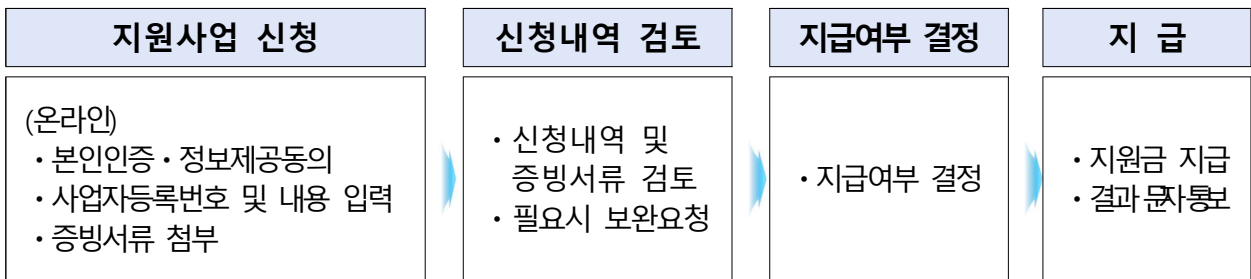 지원사업 신청
(온라인)
・본인인증・정보제공동의
・사업자등록번호 및 내용 입력
・증빙서류 첨부
신청내역 검토
・신청내역 및
증빙서류 검토
・필요시 보완요청
지급여부 결정
・지급여부 결정
지 급
・지원금 지급
・결과문자통보